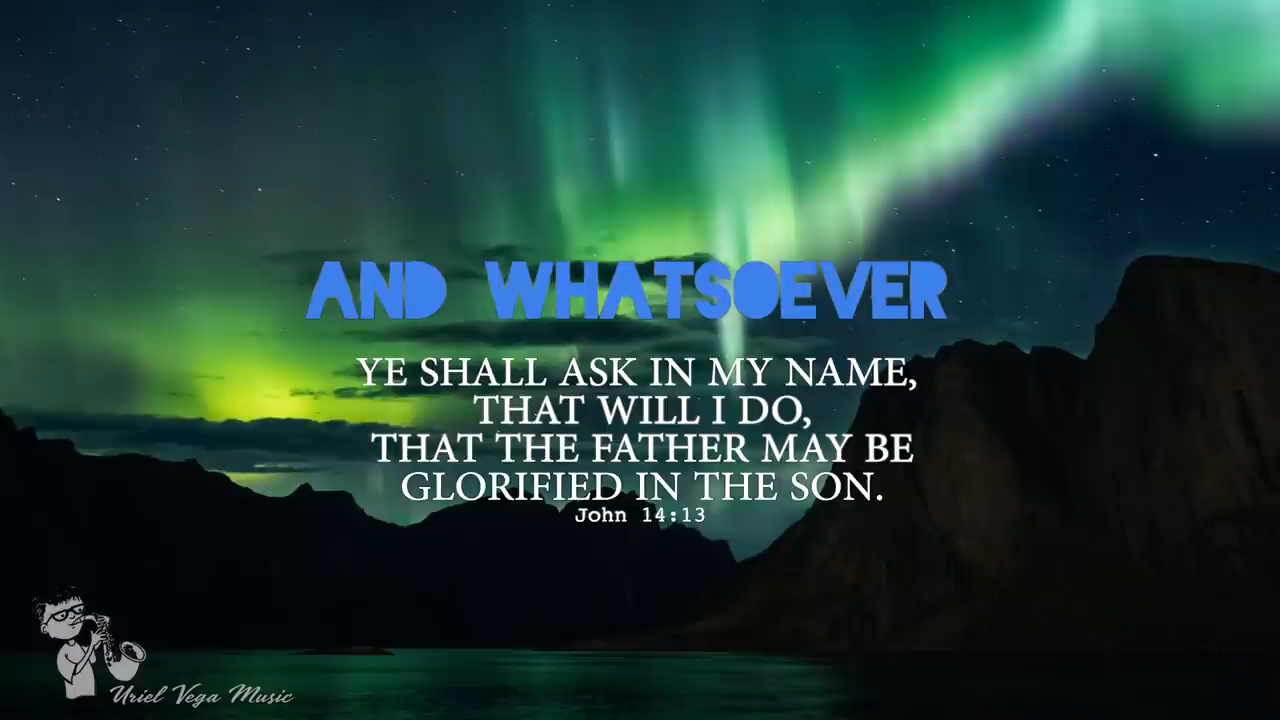 AND WHATSOEVER
YE SHALL ASK IN MY NAME,
THAT WILL I DO,
THAT THE FATHER MAY BE
GLORIFIED IN THE SON.
John 14:13
Uriel Vega Music